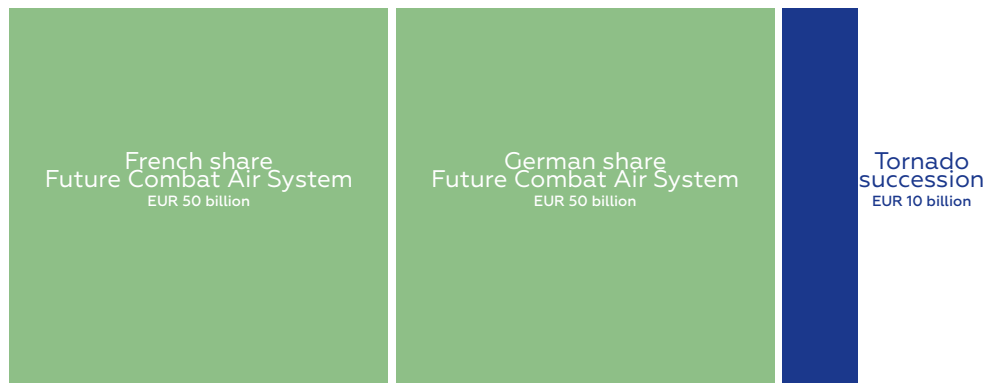 French share
Future Combat Air System
EUR 50 billion
German share
Future Combat Air System
EUR 50 billion
Tornado
succession
EUR 10 billion